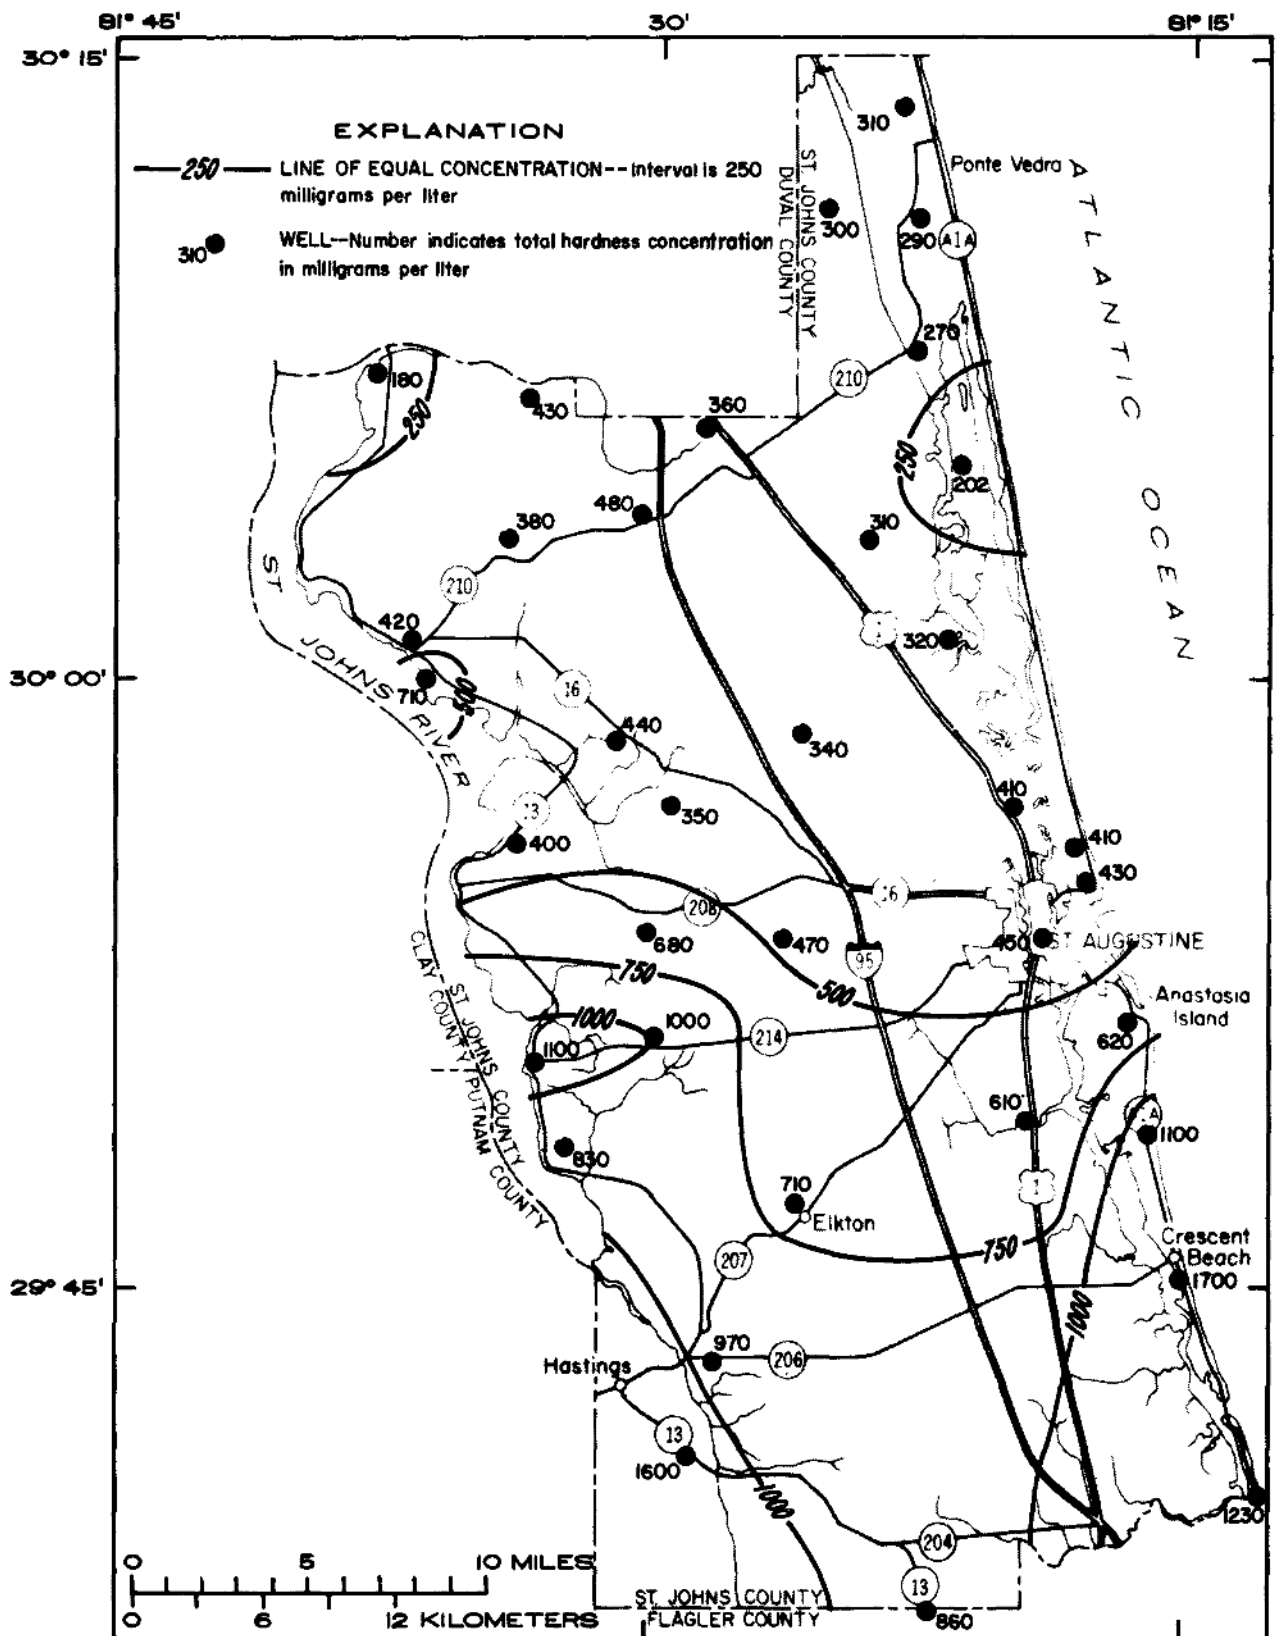 81° 45'
30'
81° 15'
30° 15'
EXPLANATION
250 LINE OF EQUAL CONCENTRATION--Interval is 250
milligrams per liter
310 WELL--Number indicates total hardness concentration
in milligrams per liter
ST JOHNS COUNTY
DUVAL COUNTY
310
Ponte Vedra
ATLANTIC OCEAN
300
290
A1A
270
210
180
250
430
360
250
202
480
380
310
210
420
320
1
ST JOHNS RIVER
30° 00'
710
500
16
440
340
410
13
350
400
410
430
16
208
680
470
450
ST AUGUSTINE
95
750
500
CLAY COUNTY
ST JOHNS COUNTY
PUTNAM COUNTY
Anastasia
Island
1000
1000
214
1100
620
610
A1A
1100
830
710
Elkton
1
207
750
Crescent
Beach
29° 45'
1700
1000
970
206
Hastings
13
1600
1000
1230
204
0 5 10 MILES
0 6 12 KILOMETERS
13
ST JOHNS COUNTY
FLAGLER COUNTY
860